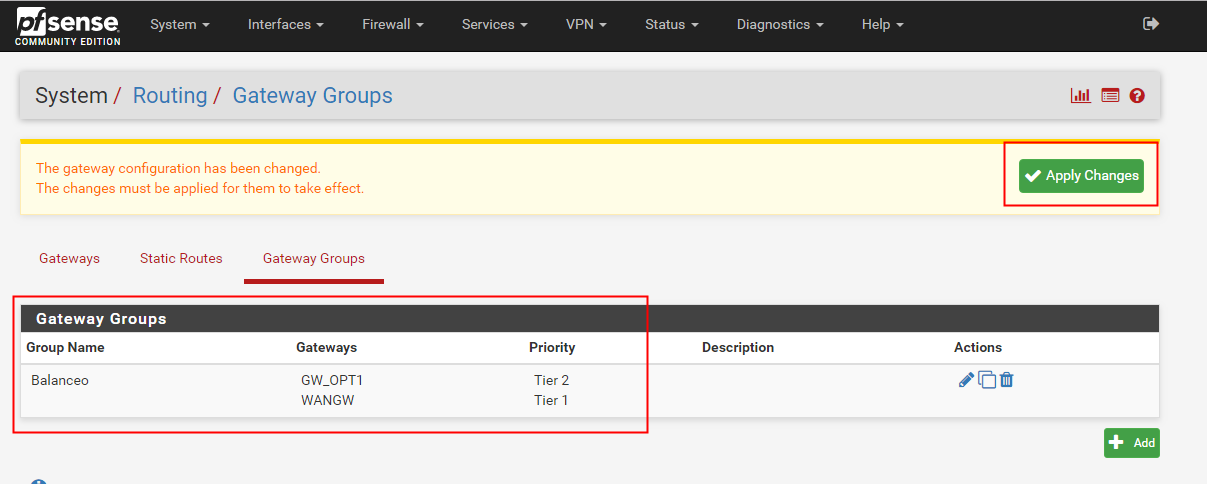 pfsense
COMMUNITY EDITION
System Interfaces Firewall Services VPN Status Diagnostics Help
System / Routing / Gateway Groups
The gateway configuration has been changed.
The changes must be applied for them to take effect.
Apply Changes
Gateways Static Routes Gateway Groups
Gateway Groups
Group Name Gateways Priority Description Actions
Balanceo GW_OPT1 Tier 2
WANGW Tier 1
Add